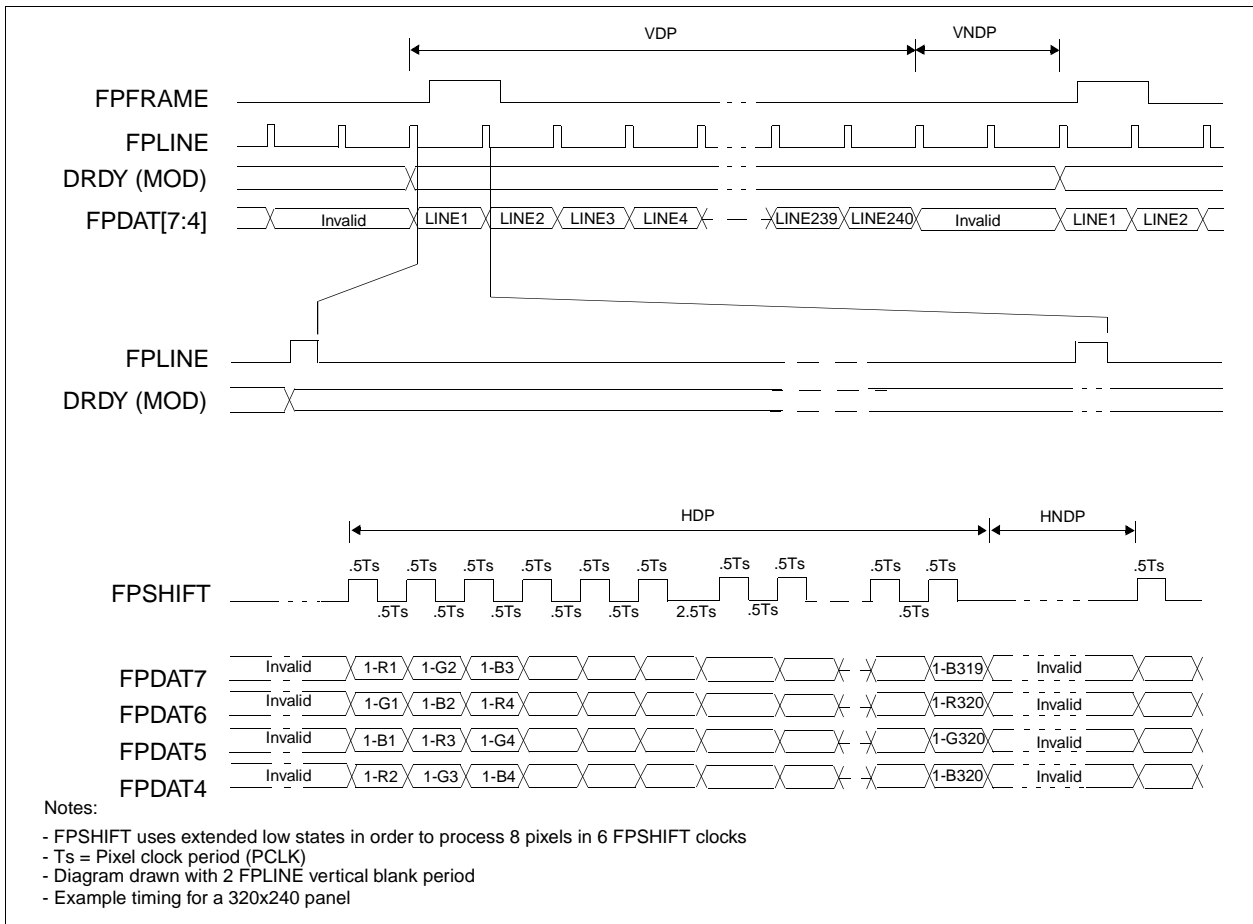 VDP VNDP
FPFRAME
FPLINE
DRDY (MOD)
FPDAT[7:4] Invalid LINE1 LINE2 LINE3 LINE4 LINE239 LINE240 Invalid LINE1 LINE2
FPLINE
DRDY (MOD)
HDP HNDP
.5Ts .5Ts .5Ts .5Ts .5Ts .5Ts .5Ts .5Ts .5Ts .5Ts .5Ts
FPSHIFT
.5Ts .5Ts .5Ts .5Ts .5Ts 2.5Ts .5Ts .5Ts
FPDAT7 Invalid 1-R1 1-G2 1-B3 1-B319 Invalid
FPDAT6 Invalid 1-G1 1-B2 1-R4 1-R320 Invalid
FPDAT5 Invalid 1-B1 1-R3 1-G4 1-G320 Invalid
FPDAT4 Invalid 1-R2 1-G3 1-B4 1-B320 Invalid
Notes:
- FPSHIFT uses extended low states in order to process 8 pixels in 6 FPSHIFT clocks
- Ts = Pixel clock period (PCLK)
- Diagram drawn with 2 FPLINE vertical blank period
- Example timing for a 320x240 panel